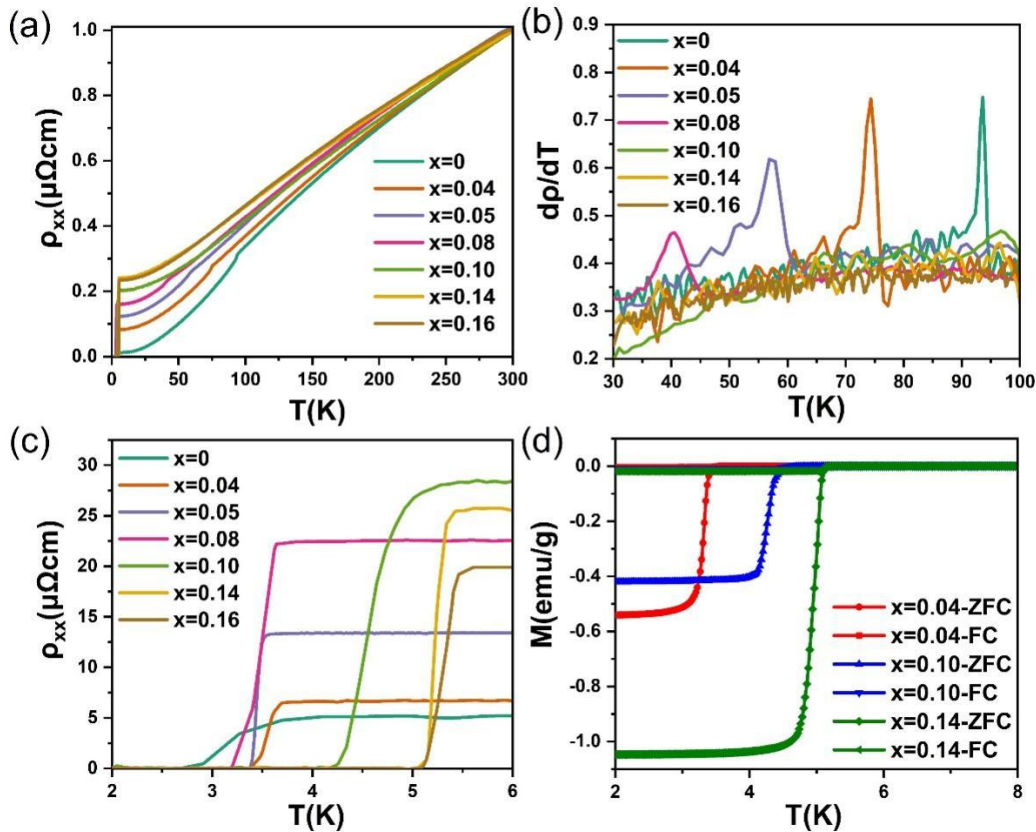 (a)
1.0
0.8
0.6
0.4
0.2
0.0
ρxx(μΩcm)
x=0
x=0.04
x=0.05
x=0.08
x=0.10
x=0.14
x=0.16
0 50 100 150 200 250 300
T(K)
(b)
0.9
0.8
0.7
0.6
0.5
0.4
0.3
0.2
dρ/dT
x=0
x=0.04
x=0.05
x=0.08
x=0.10
x=0.14
x=0.16
30 40 50 60 70 80 90 100
T(K)
(c)
30
25
20
15
10
5
0
ρxx(μΩcm)
x=0
x=0.04
x=0.05
x=0.08
x=0.10
x=0.14
x=0.16
2 3 4 5 6
T(K)
(d)
0.0
-0.2
-0.4
-0.6
-0.8
-1.0
M(emu/g)
x=0.04-ZFC
x=0.04-FC
x=0.10-ZFC
x=0.10-FC
x=0.14-ZFC
x=0.14-FC
2 4 6 8
T(K)